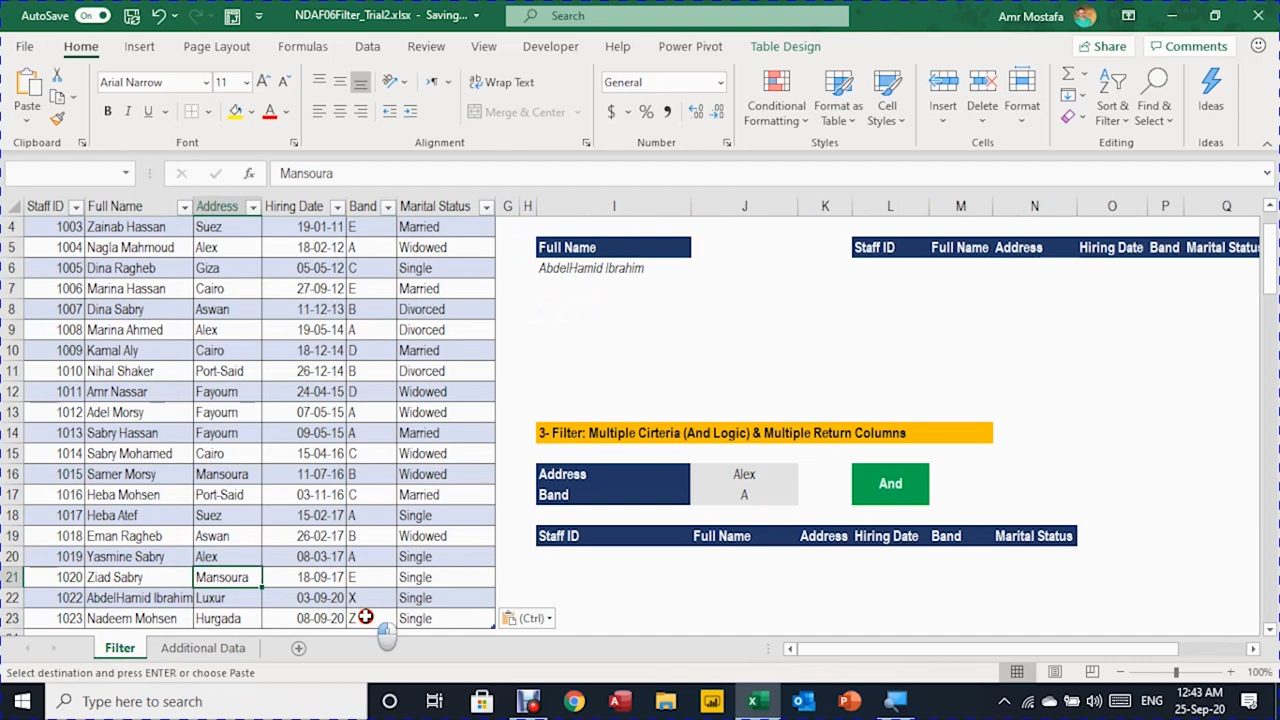 AutoSave On NDAF06Filter_Trial2.xlsx - Saving... Search Amr Mostafa
File Home Insert Page Layout Formulas Data Review View Developer Help Power Pivot Table Design Share Comments
Paste Arial Narrow 11 Wrap Text General Conditional Formatting Format as Table Cell Styles Insert Delete Format Sort & Filter Find & Select Ideas
B I U A Merge & Center $ %
Clipboard Font Alignment Number Styles Cells Editing Ideas
fx Mansoura
Staff ID Full Name Address Hiring Date Band Marital Status G H I J K L M N O P Q
4 1003 Zainab Hassan Suez 19-01-11 E Married
5 1004 Nagla Mahmoud Alex 18-02-12 A Widowed Full Name Staff ID Full Name Address Hiring Date Band Marital Status
6 1005 Dina Ragheb Giza 05-05-12 C Single AbdelHamid Ibrahim
7 1006 Marina Hassan Cairo 27-09-12 E Married
8 1007 Dina Sabry Aswan 11-12-13 B Divorced
9 1008 Marina Ahmed Alex 19-05-14 A Divorced
10 1009 Kamal Aly Cairo 18-12-14 D Married
11 1010 Nihal Shaker Port-Said 26-12-14 B Divorced
12 1011 Amr Nassar Fayoum 24-04-15 D Widowed
13 1012 Adel Morsy Fayoum 07-05-15 A Widowed
14 1013 Sabry Hassan Fayoum 09-05-15 A Married 3- Filter: Multiple Cirteria (And Logic) & Multiple Return Columns
15 1014 Sabry Mohamed Cairo 15-04-16 C Widowed
16 1015 Samer Morsy Mansoura 11-07-16 B Widowed Address Alex And
17 1016 Heba Mohsen Port-Said 03-11-16 C Married Band A
18 1017 Heba Atef Suez 15-02-17 A Single
19 1018 Eman Ragheb Aswan 26-02-17 B Widowed Staff ID Full Name Address Hiring Date Band Marital Status
20 1019 Yasmine Sabry Alex 08-03-17 A Single
21 1020 Ziad Sabry Mansoura 18-09-17 E Single
22 1022 AbdelHamid Ibrahim Luxur 03-09-20 X Single
23 1023 Nadeem Mohsen Hurgada 08-09-20 Z Single (Ctrl)
Filter Additional Data
Select destination and press ENTER or choose Paste 100%
Type here to search ENG 12:43 AM
25-Sep-20